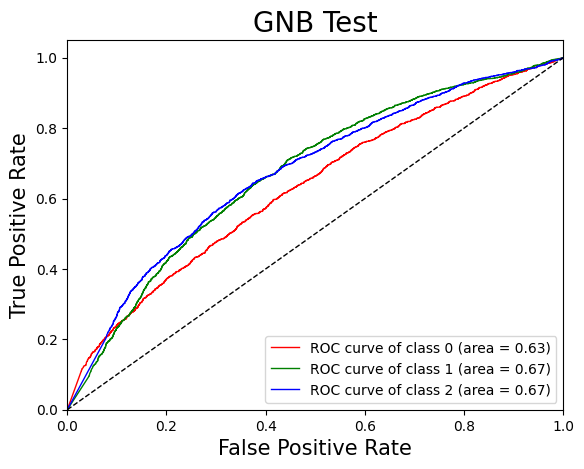 GNB Test
True Positive Rate
1.0
0.8
0.6
0.4
0.2
0.0
ROC curve of class 0 (area = 0.63)
ROC curve of class 1 (area = 0.67)
ROC curve of class 2 (area = 0.67)
0.0 0.2 0.4 0.6 0.8 1.0
False Positive Rate